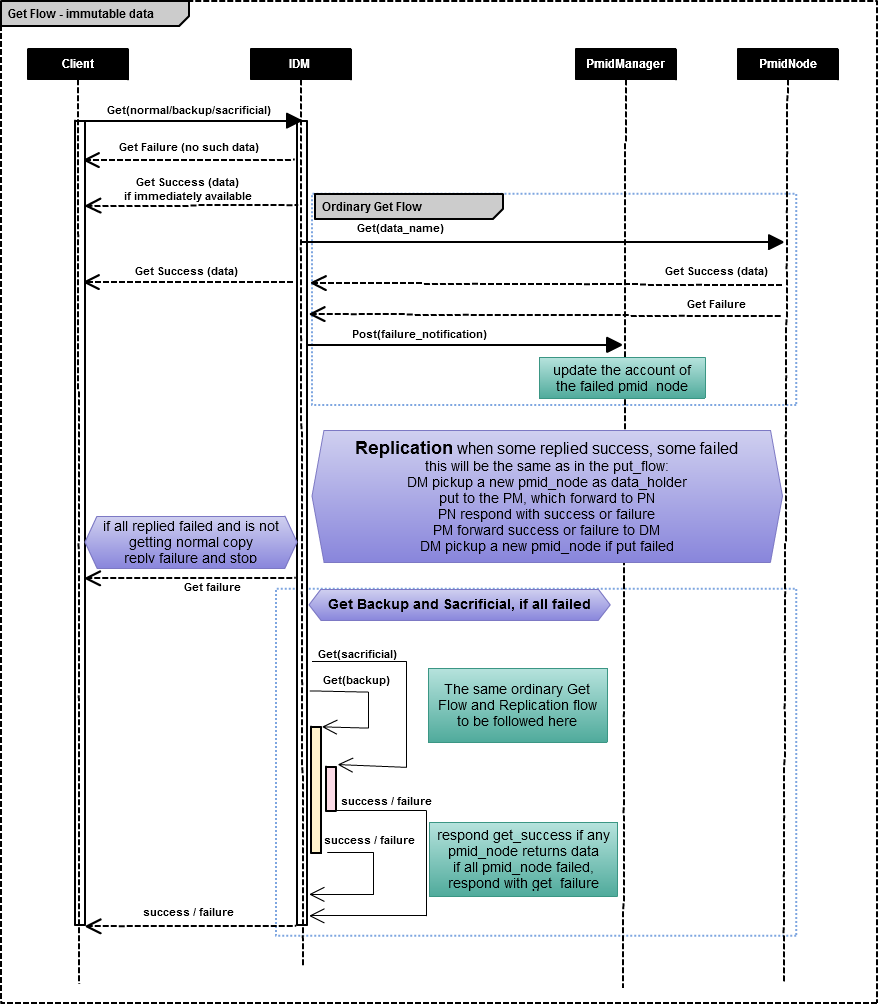 Get Flow - immutable data
Client
IDM
PmidManager
PmidNode
Get(normal/backup/sacrificial)
Get Failure (no such data)
Get Success (data)
if immediately available
Ordinary Get Flow
Get(data_name)
Get Success (data)
Get Success (data)
Get Failure
Post(failure_notification)
update the account of
the failed pmid_node
Replication when some replied success, some failed
this will be the same as in the put_flow:
DM pickup a new pmid_node as data_holder
put to the PM, which forward to PN
PN respond with success or failure
PM forward success or failure to DM
DM pickup a new pmid_node if put failed
if all replied failed and is not
getting normal copy
reply failure and stop
Get failure
Get Backup and Sacrificial, if all failed
Get(sacrificial)
Get(backup)
The same ordinary Get
Flow and Replication flow
to be followed here
success / failure
success / failure
respond get_success if any
pmid_node returns data
if all pmid_node failed,
respond with get_failure
success / failure